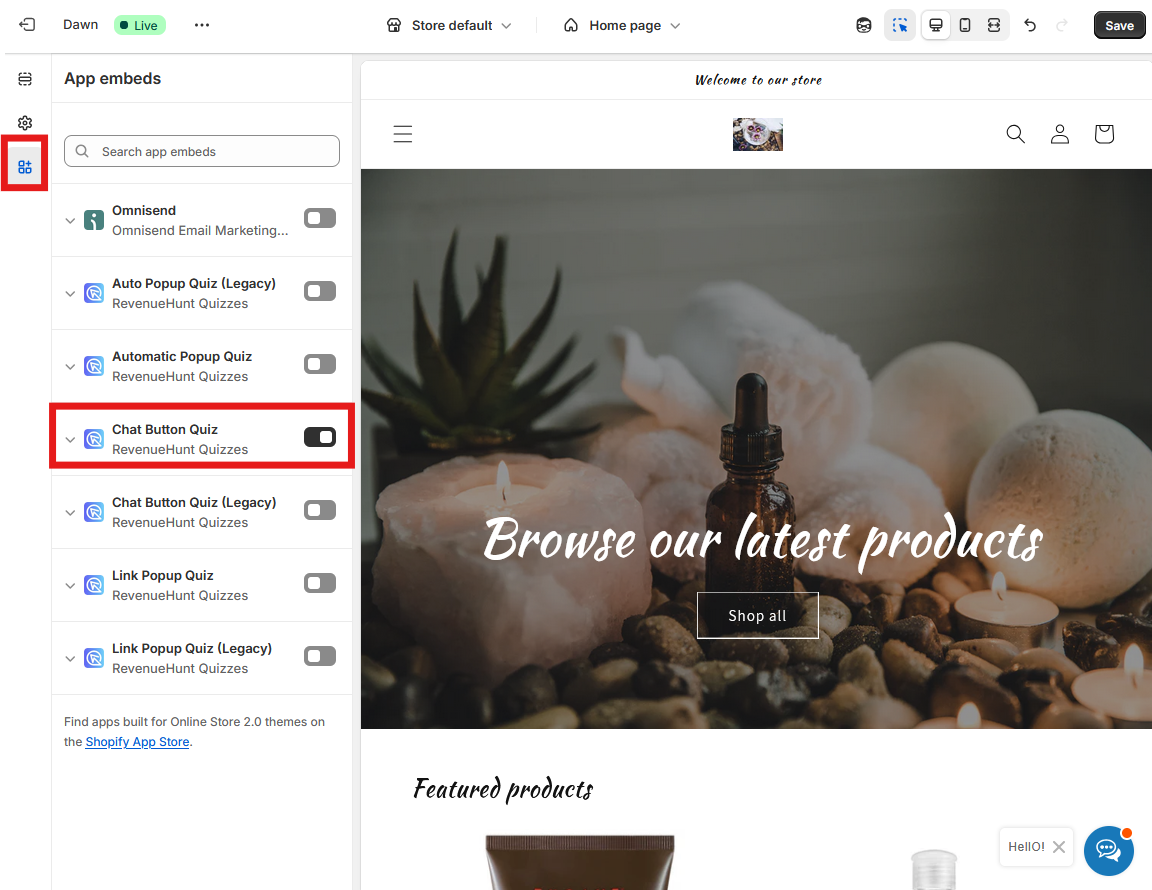 Dawn
Live
Store default
Home page
Save
App embeds
Search app embeds
Omnisend
Omnisend Email Marketing...
Auto Popup Quiz (Legacy)
RevenueHunt Quizzes
Automatic Popup Quiz
RevenueHunt Quizzes
Chat Button Quiz
RevenueHunt Quizzes
Chat Button Quiz (Legacy)
RevenueHunt Quizzes
Link Popup Quiz
RevenueHunt Quizzes
Link Popup Quiz (Legacy)
RevenueHunt Quizzes
Find apps built for Online Store 2.0 themes on
the Shopify App Store.
Welcome to our store
Browse our latest products
Shop all
Featured products
HellO!